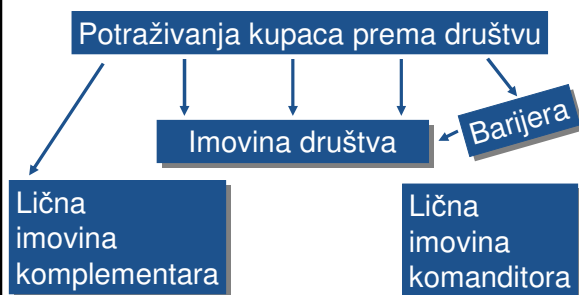 Potraživanja kupaca prema društvu
Imovina društva
Barijera
Lična
imovina
komplementara
Lična
imovina
komanditora